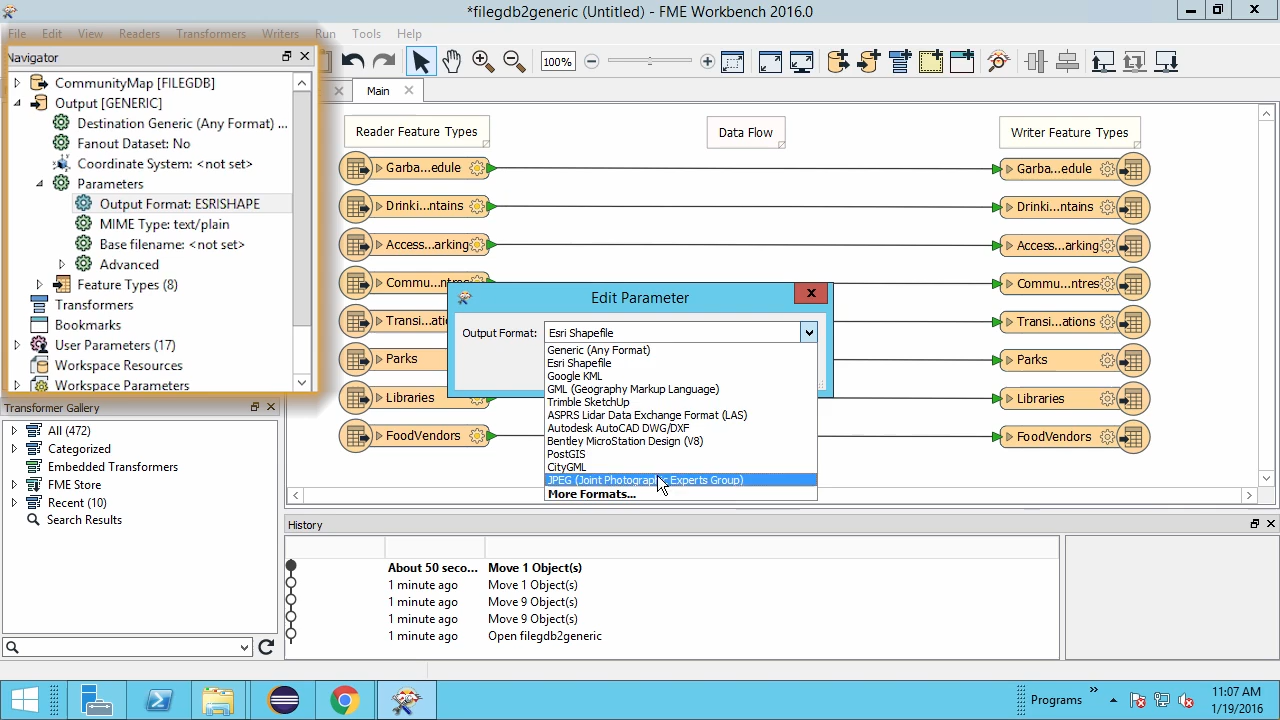 *filegdb2generic (Untitled) - FME Workbench 2016.0
File Edit View Readers Transformers Writers Run Tools Help
Navigator
CommunityMap [FILEGDB]
Output [GENERIC]
Destination Generic (Any Format) ...
Fanout Dataset: No
Coordinate System: <not set>
Parameters
Output Format: ESRISHAPE
MIME Type: text/plain
Base filename: <not set>
Advanced
Feature Types (8)
Transformers
Bookmarks
User Parameters (17)
Workspace Resources
Workspace Parameters
100%
Main
Reader Feature Types
Data Flow
Writer Feature Types
Garba...edule
Garba...edule
Drinki...ntains
Drinki...ntains
Access...arking
Access...arking
Commu...ntres
Commu...ntres
Transi...ations
Transi...ations
Parks
Parks
Libraries
Libraries
FoodVendors
FoodVendors
Edit Parameter
Output Format: Esri Shapefile
Generic (Any Format)
Esri Shapefile
Google KML
GML (Geography Markup Language)
Trimble SketchUp
ASPRS Lidar Data Exchange Format (LAS)
Autodesk AutoCAD DWG/DXF
Bentley MicroStation Design (V8)
PostGIS
CityGML
JPEG (Joint Photographic Experts Group)
More Formats...
Transformer Gallery
All (472)
Categorized
Embedded Transformers
FME Store
Recent (10)
Search Results
History
About 50 seco... Move 1 Object(s)
1 minute ago Move 1 Object(s)
1 minute ago Move 9 Object(s)
1 minute ago Move 9 Object(s)
1 minute ago Open filegdb2generic
Programs
11:07 AM
1/19/2016